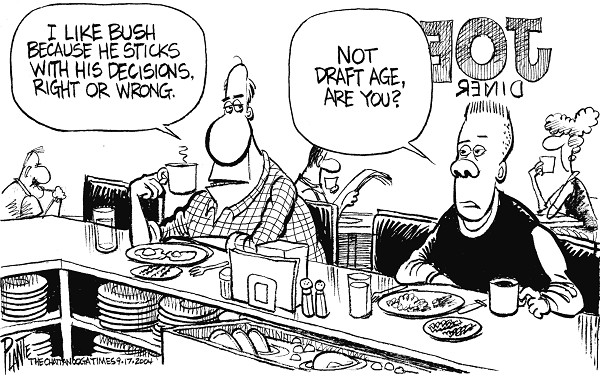 I LIKE BUSH
BECAUSE HE STICKS
WITH HIS DECISIONS,
RIGHT OR WRONG.
NOT
DRAFT AGE,
ARE YOU?
JOE
DINER
PLANTE
THE CHATTANOOGA TIMES 9.17.2004